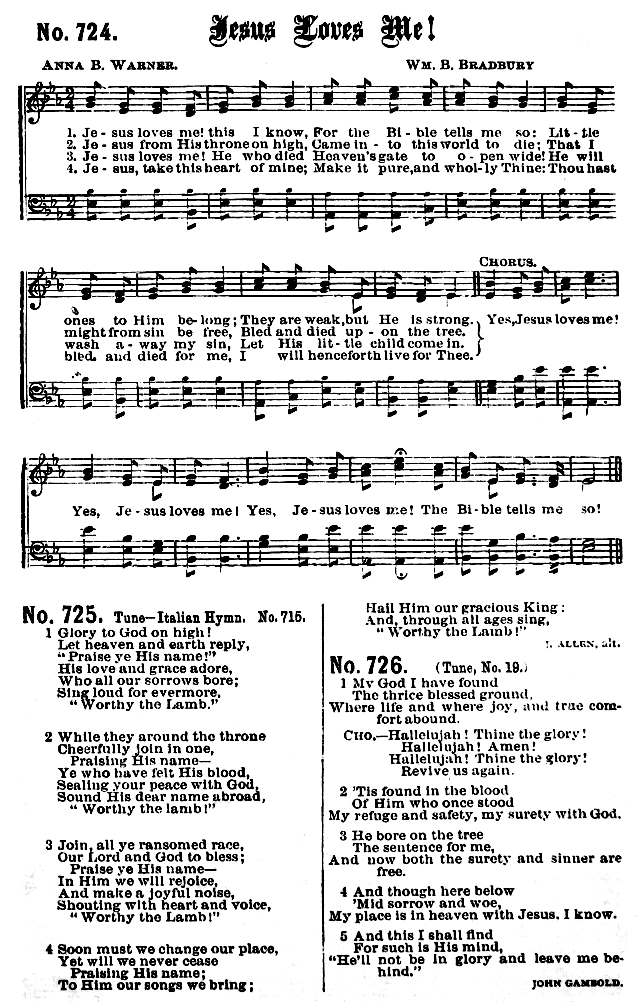 No. 724. Jesus Loves Me!
ANNA B. WARNER. WM. B. BRADBURY
1. Je-sus loves me! this I know, For the Bi-ble tells me so: Lit-tle
2. Je-sus from His throne on high, Came in-to this world to die; That I
3. Je-sus loves me! He who died Heaven's gate to o-pen wide! He will
4. Je-sus, take this heart of mine; Make it pure, and whol-ly Thine: Thou hast
CHORUS.
ones to Him be-long; They are weak, but He is strong. Yes, Jesus loves me!
might from sin be free, Bled and died up-on the tree.
wash a-way my sin, Let His lit-tle child come in.
bled and died for me, I will henceforth live for Thee.
Yes, Je-sus loves me! Yes, Je-sus loves me! The Bi-ble tells me so!
No. 725. Tune—Italian Hymn. No. 715.
1 Glory to God on high!
Let heaven and earth reply,
"Praise ye His name!"
His love and grace adore,
Who all our sorrows bore;
Sing loud for evermore,
"Worthy the Lamb."
2 While they around the throne
Cheerfully join in one,
Praising His name—
Ye who have felt His blood,
Sealing your peace with God,
Sound His dear name abroad,
"Worthy the lamb!"
3 Join, all ye ransomed race,
Our Lord and God to bless;
Praise ye His name—
In Him we will rejoice,
And make a joyful noise,
Shouting with heart and voice,
"Worthy the Lamb!"
4 Soon must we change our place,
Yet will we never cease
Praising His name;
To Him our songs we bring;
Hail Him our gracious King:
And, through all ages sing,
"Worthy the Lamb!"
J. ALLEN, alt.
No. 726. (Tune, No. 19.)
1 My God I have found
The thrice blessed ground,
Where life and where joy, and true com-
fort abound.
CHO.—Hallelujah! Thine the glory!
Hallelujah! Amen!
Hallelujah! Thine the glory!
Revive us again.
2 'Tis found in the blood
Of Him who once stood
My refuge and safety, my surety with God.
3 He bore on the tree
The sentence for me,
And now both the surety and sinner are
free.
4 And though here below
'Mid sorrow and woe,
My place is in heaven with Jesus. I know.
5 And this I shall find
For such is His mind,
"He'll not be in glory and leave me be-
hind."
JOHN GAMBOLD.